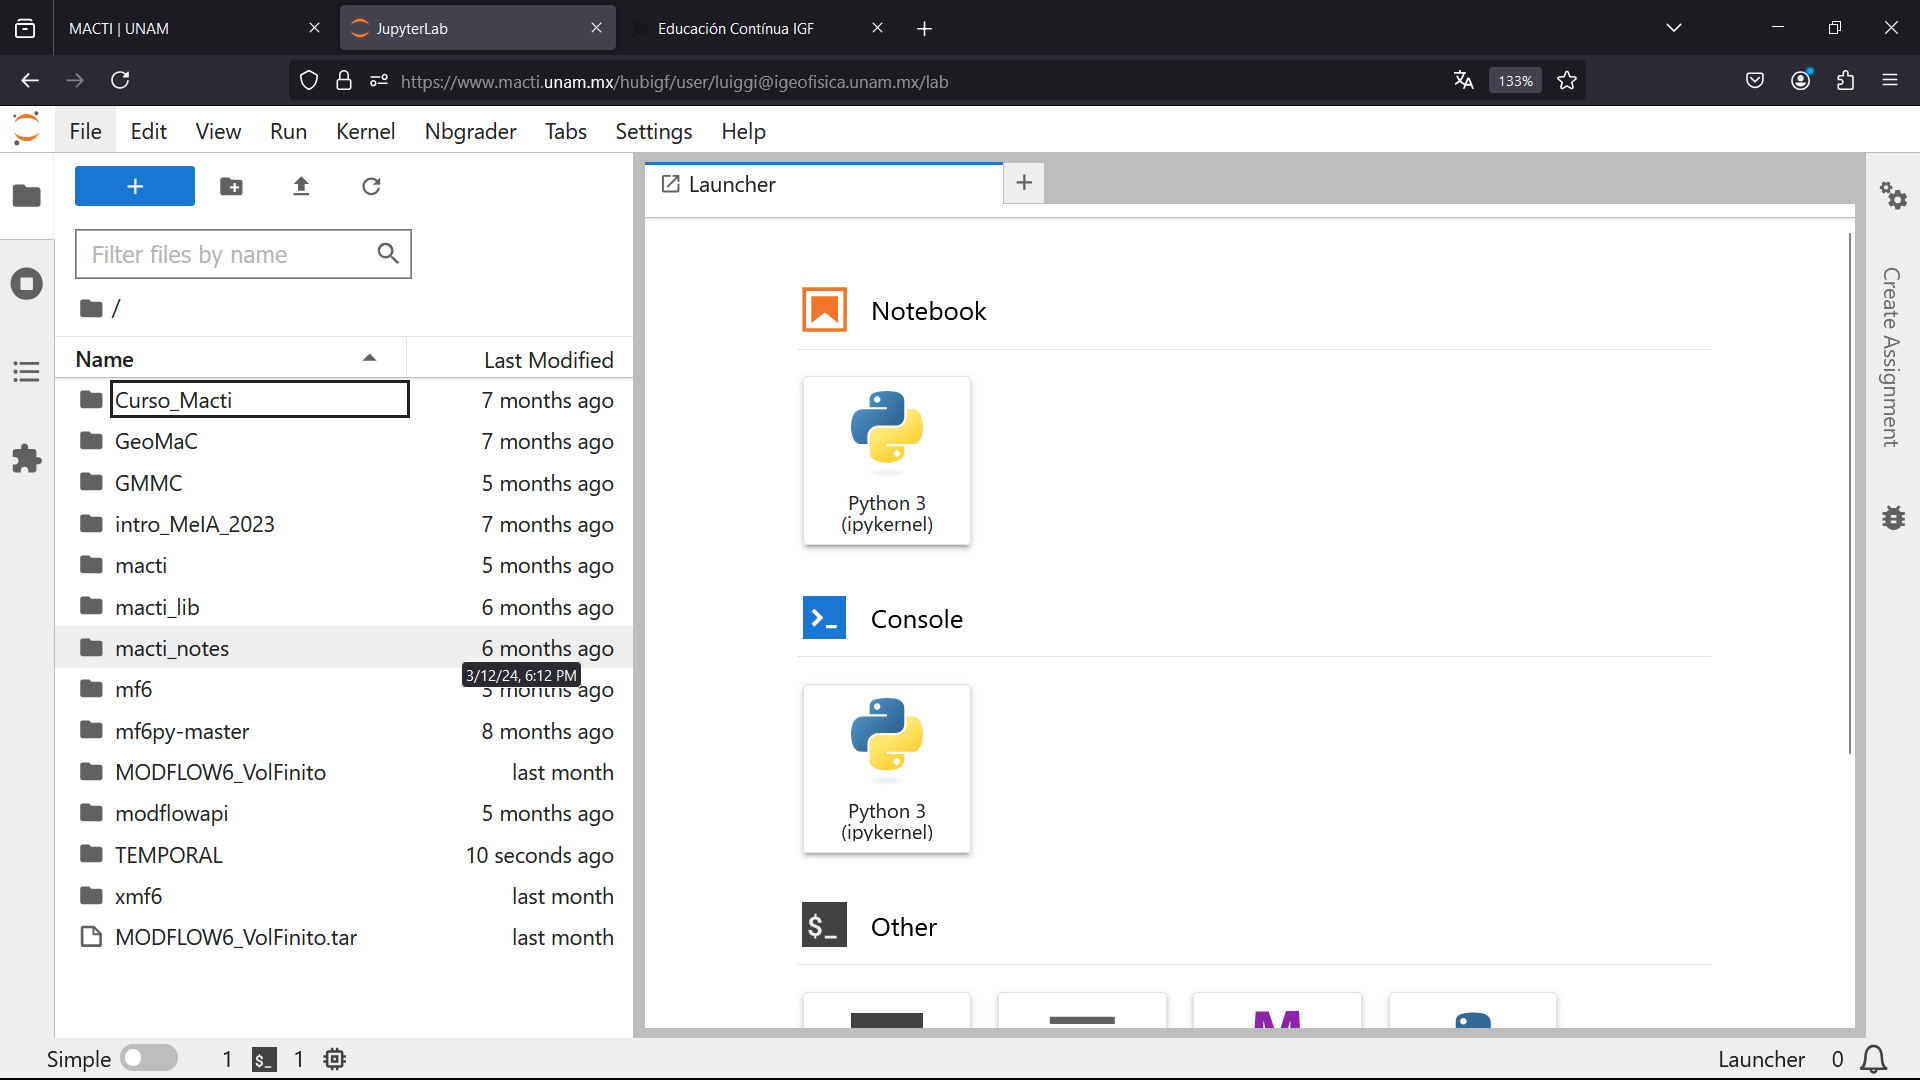 MACTI | UNAM
JupyterLab
Educación Contínua IGF
https://www.macti.unam.mx/hubigf/user/luiggi@igeofisica.unam.mx/lab
133%
File Edit View Run Kernel Nbgrader Tabs Settings Help
Filter files by name
/
Name Last Modified
Curso_Macti 7 months ago
GeoMaC 7 months ago
GMMC 5 months ago
intro_MeIA_2023 7 months ago
macti 5 months ago
macti_lib 6 months ago
macti_notes 6 months ago
3/12/24, 6:12 PM
mf6 3 months ago
mf6py-master 8 months ago
MODFLOW6_VolFinito last month
modflowapi 5 months ago
TEMPORAL 10 seconds ago
xmf6 last month
MODFLOW6_VolFinito.tar last month
Launcher
Notebook
Python 3
(ipykernel)
Console
Python 3
(ipykernel)
$_ Other
M
Create Assignment
Simple 1 $_ 1
Launcher 0